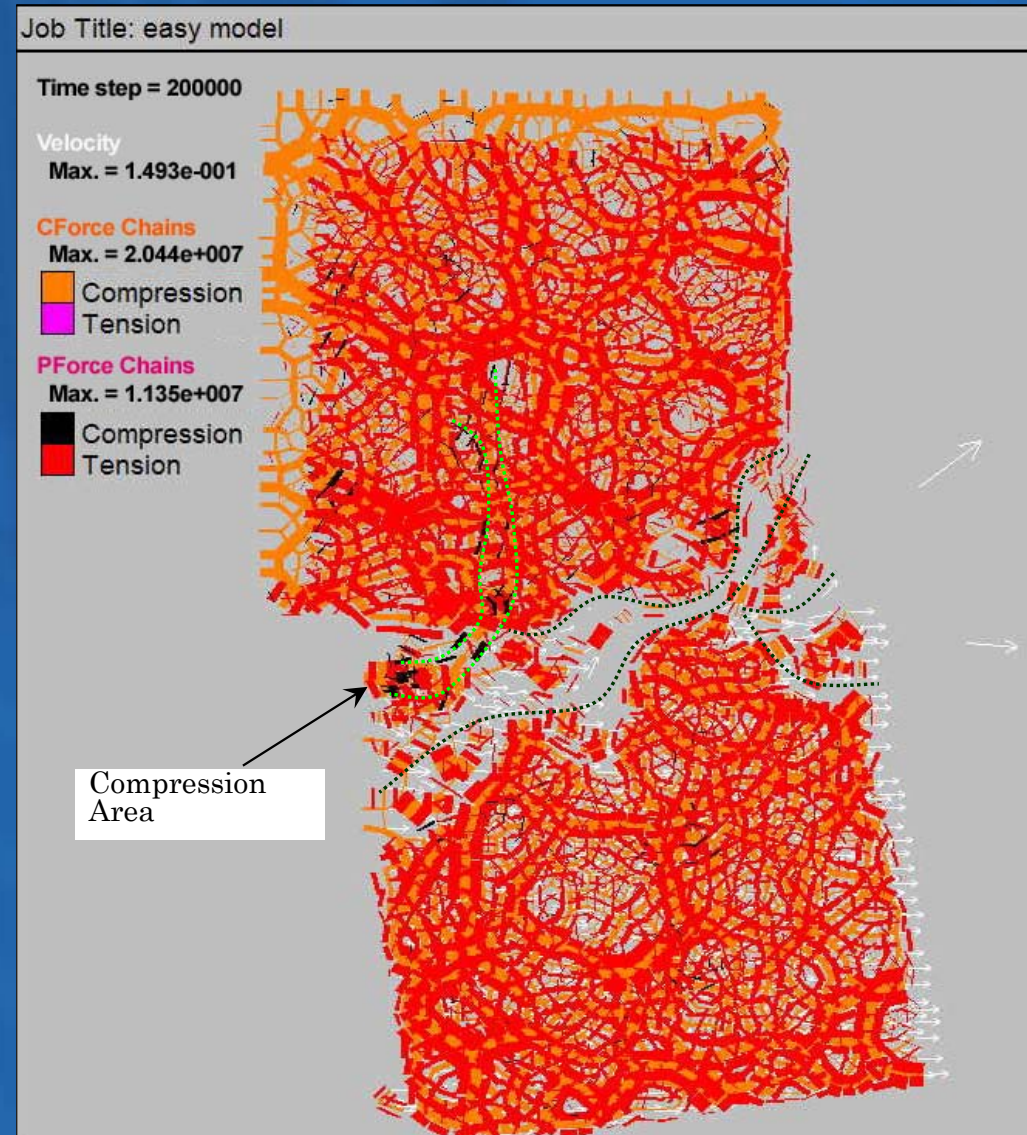 Job Title: easy model
Time step = 200000
Velocity
Max. = 1.493e-001
CForce Chains
Max. = 2.044e+007
Compression
Tension
PForce Chains
Max. = 1.135e+007
Compression
Tension
Compression
Area